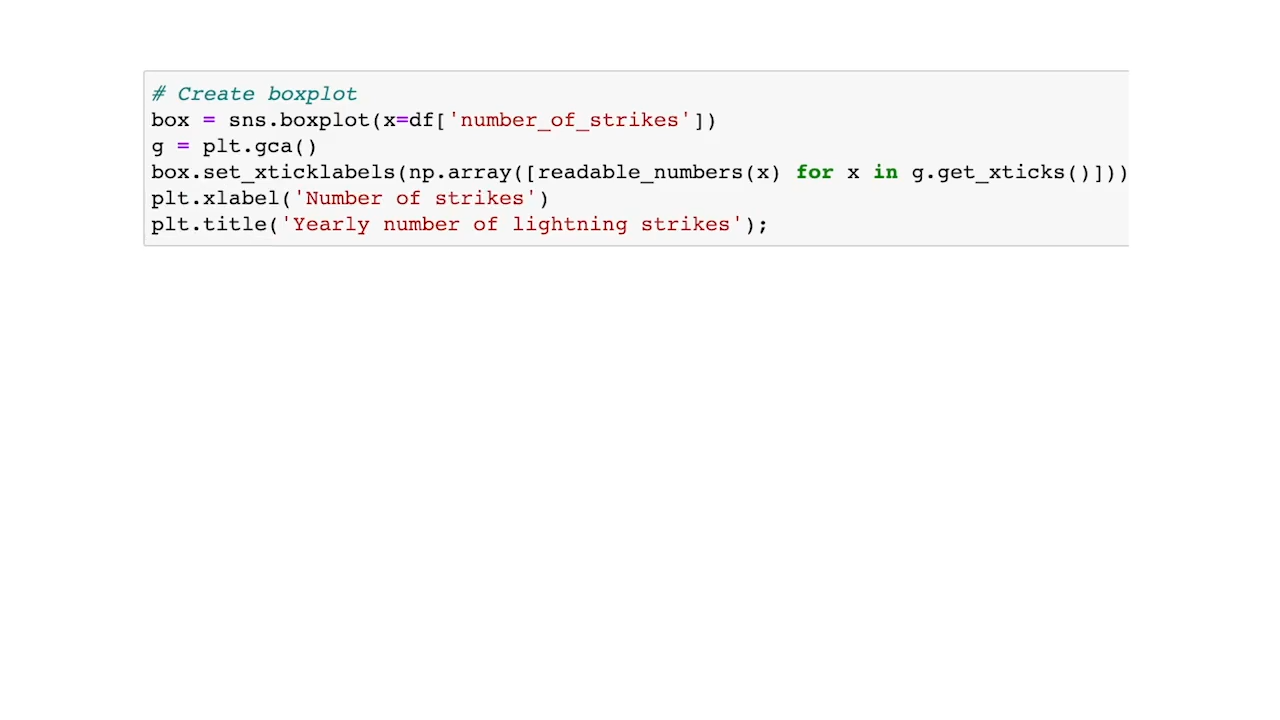 # Create boxplot
box = sns.boxplot(x=df['number_of_strikes'])
g = plt.gca()
box.set_xticklabels(np.array([readable_numbers(x) for x in g.get_xticks()]))
plt.xlabel('Number of strikes')
plt.title('Yearly number of lightning strikes');